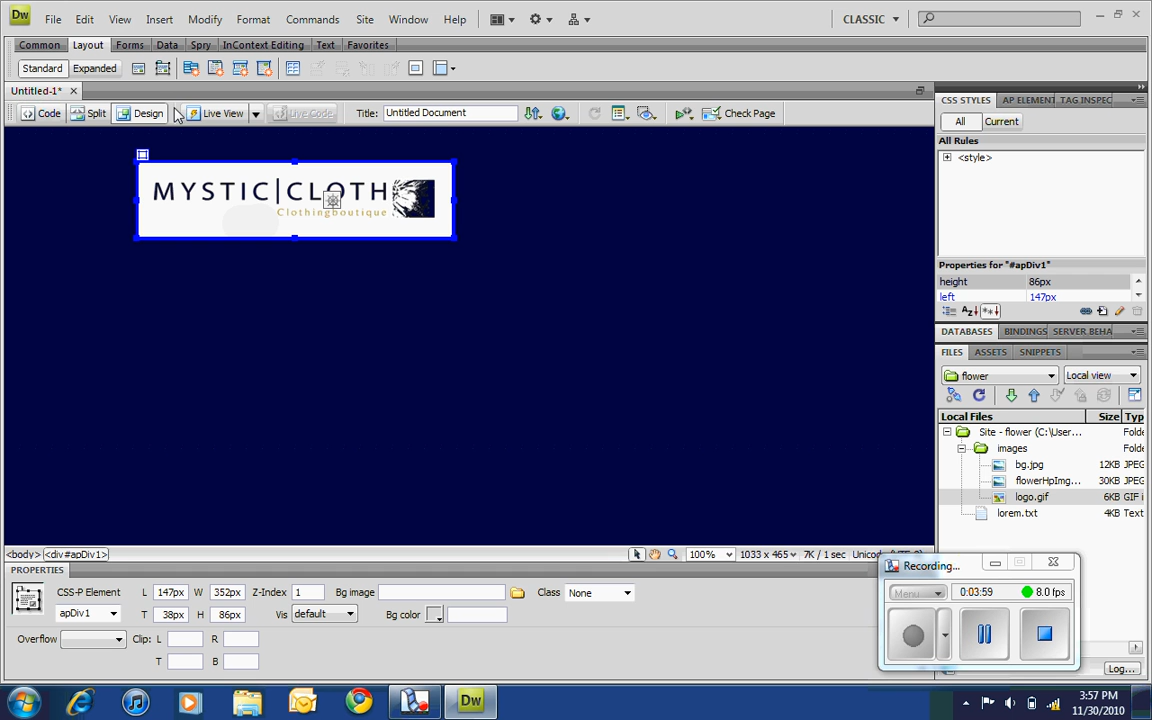 Dw File Edit View Insert Modify Format Commands Site Window Help CLASSIC
Common Layout Forms Data Spry InContext Editing Text Favorites
Standard Expanded
Untitled-1*
Code Split Design Live View Live Code Title: Untitled Document Check Page
MYSTIC|CLOTH
Clothingboutique
CSS STYLES AP ELEMENT TAG INSPEC
All Current
All Rules
<style>
Properties for "#apDiv1"
height 86px
left 147px
DATABASES BINDINGS SERVER BEHA
FILES ASSETS SNIPPETS
flower Local view
Local Files Size Typ
Site - flower (C:\User... Folde
images Folde
bg.jpg 12KB JPEG
flowerHpImg... 30KB JPEG
logo.gif 6KB GIF i
lorem.txt 4KB Text
<body> <div#apDiv1> 100% 1033 x 465 7K / 1 sec
PROPERTIES
CSS-P Element L 147px W 352px Z-Index 1 Bg image Class None
apDiv1 T 38px H 86px Vis default Bg color
Overflow Clip: L R
T B
Recording...
Menu 0:03:59 8.0 fps
Log...
Dw
3:57 PM
11/30/2010